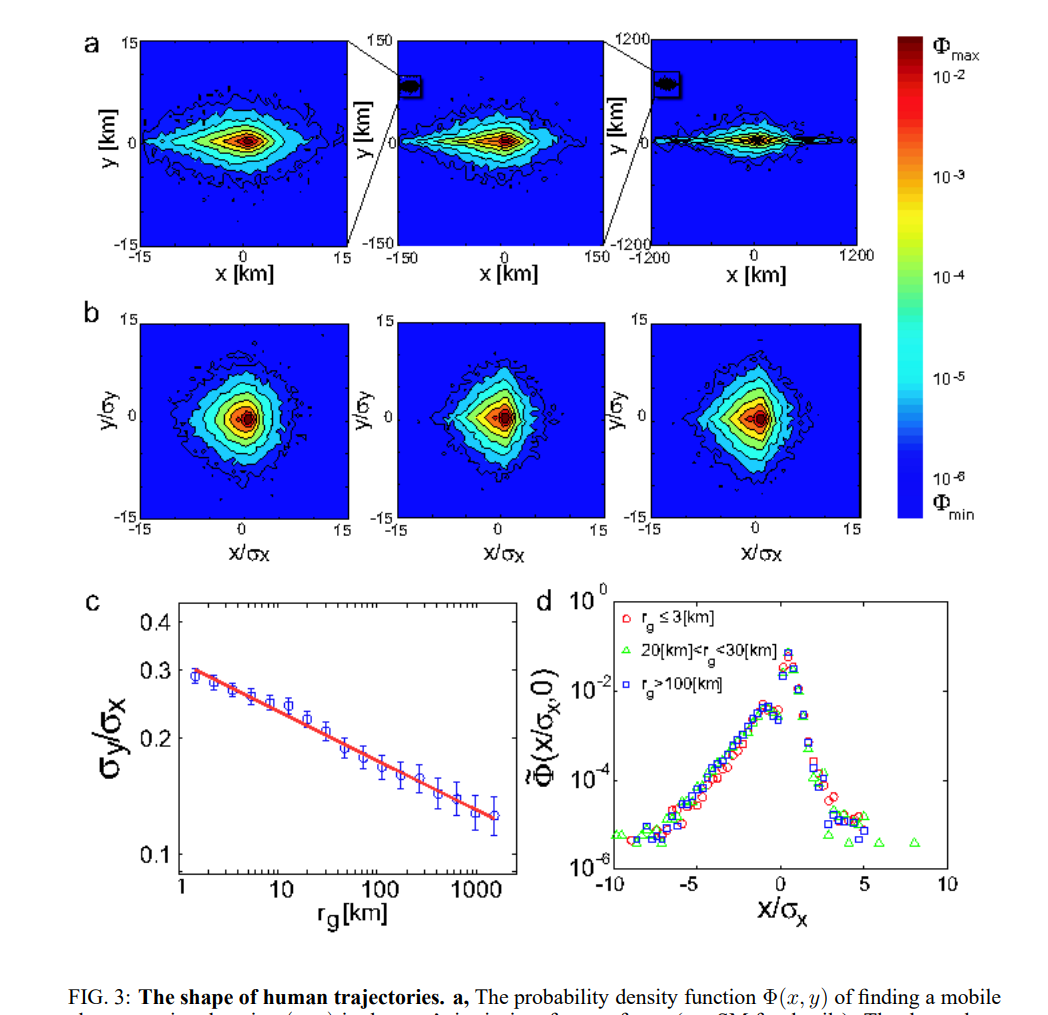 a
15
y [km]
0
-15
-15 0 15
x [km]
150
y [km]
0
-150
-150 0 150
x [km]
1200
y [km]
0
-1200
-1200 0 1200
x [km]
Φmax
10-2
10-3
10-4
10-5
10-6
Φmin
b
15
y/σy
0
-15
-15 0 15
x/σx
15
y/σy
0
-15
-15 0 15
x/σx
15
y/σy
0
-15
-15 0 15
x/σx
c
0.4
0.3
0.2
0.1
σy/σx
1 10 100 1000
rg [km]
d
100
10-2
10-4
10-6
Φ̃(x/σx,0)
rg ≤ 3[km]
20[km]<rg<30[km]
rg>100[km]
-10 -5 0 5 10
x/σx
FIG. 3: The shape of human trajectories. a, The probability density function Φ(x, y) of finding a mobile